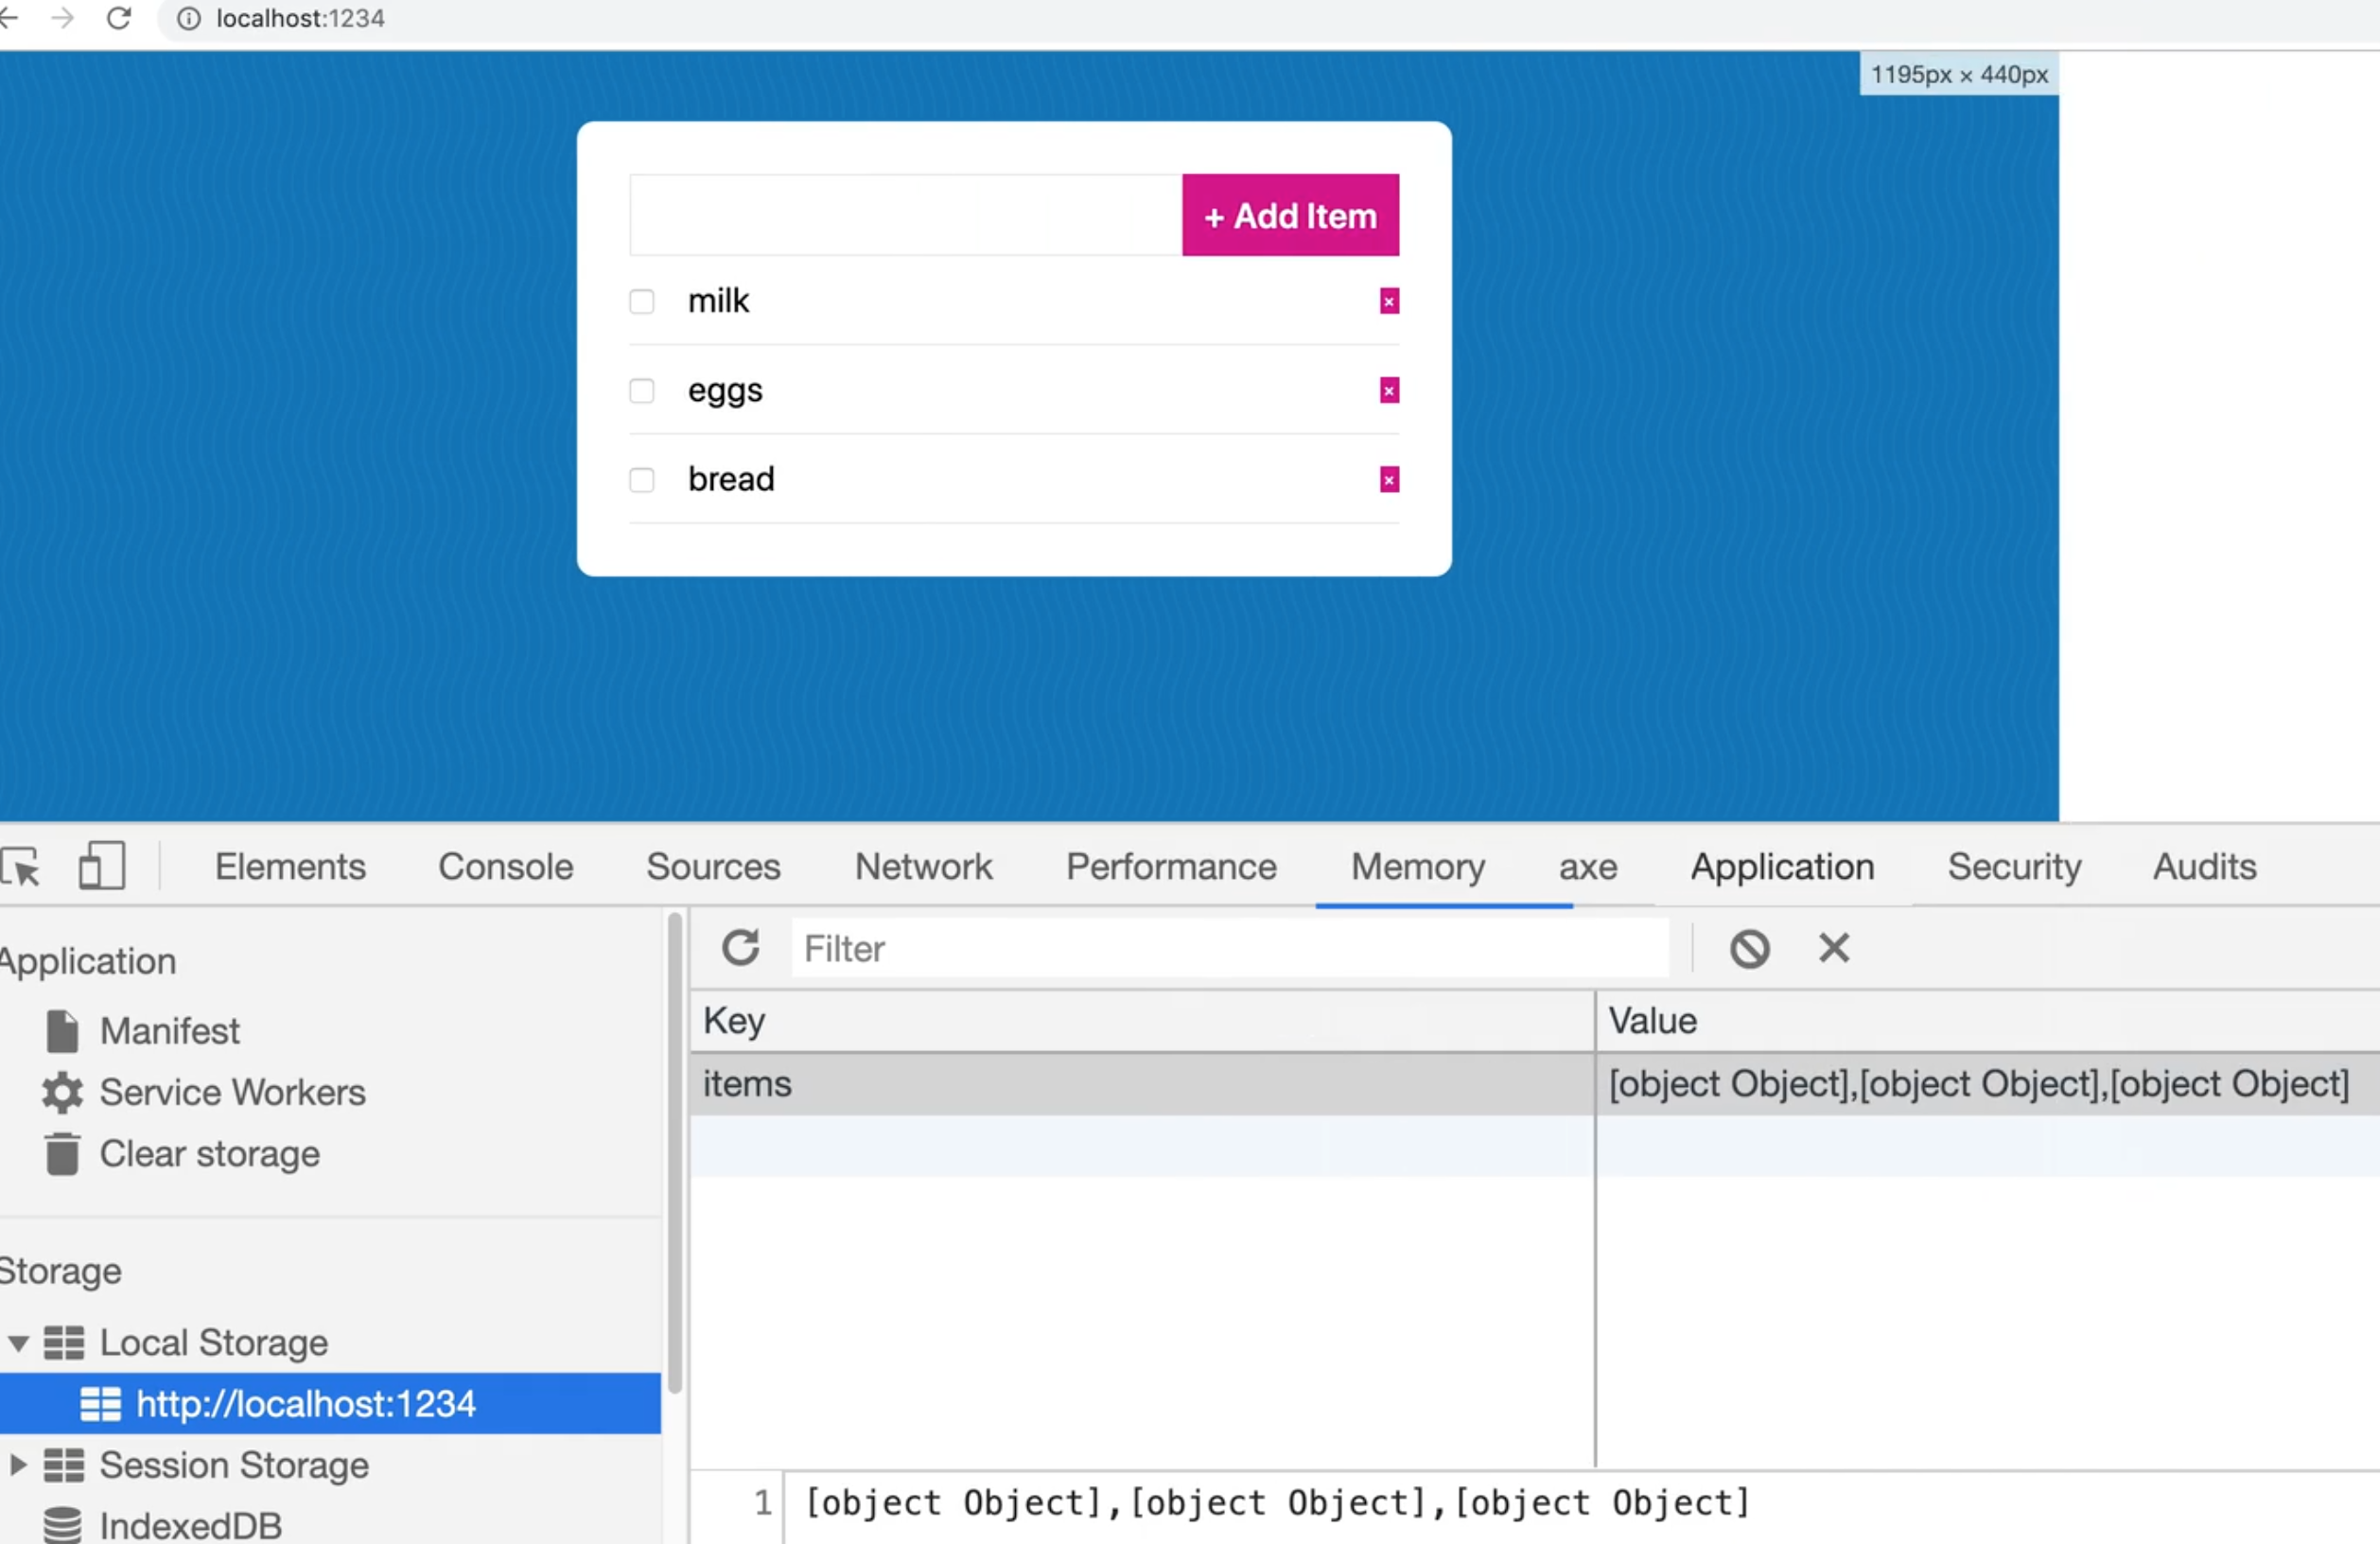 localhost:1234
1195px × 440px
+ Add Item
milk
×
eggs
×
bread
×
Elements Console Sources Network Performance Memory axe Application Security Audits
Application
Manifest
Service Workers
Clear storage
Storage
Local Storage
http://localhost:1234
Session Storage
IndexedDB
Filter
Key Value
items [object Object],[object Object],[object Object]
1 [object Object],[object Object],[object Object]